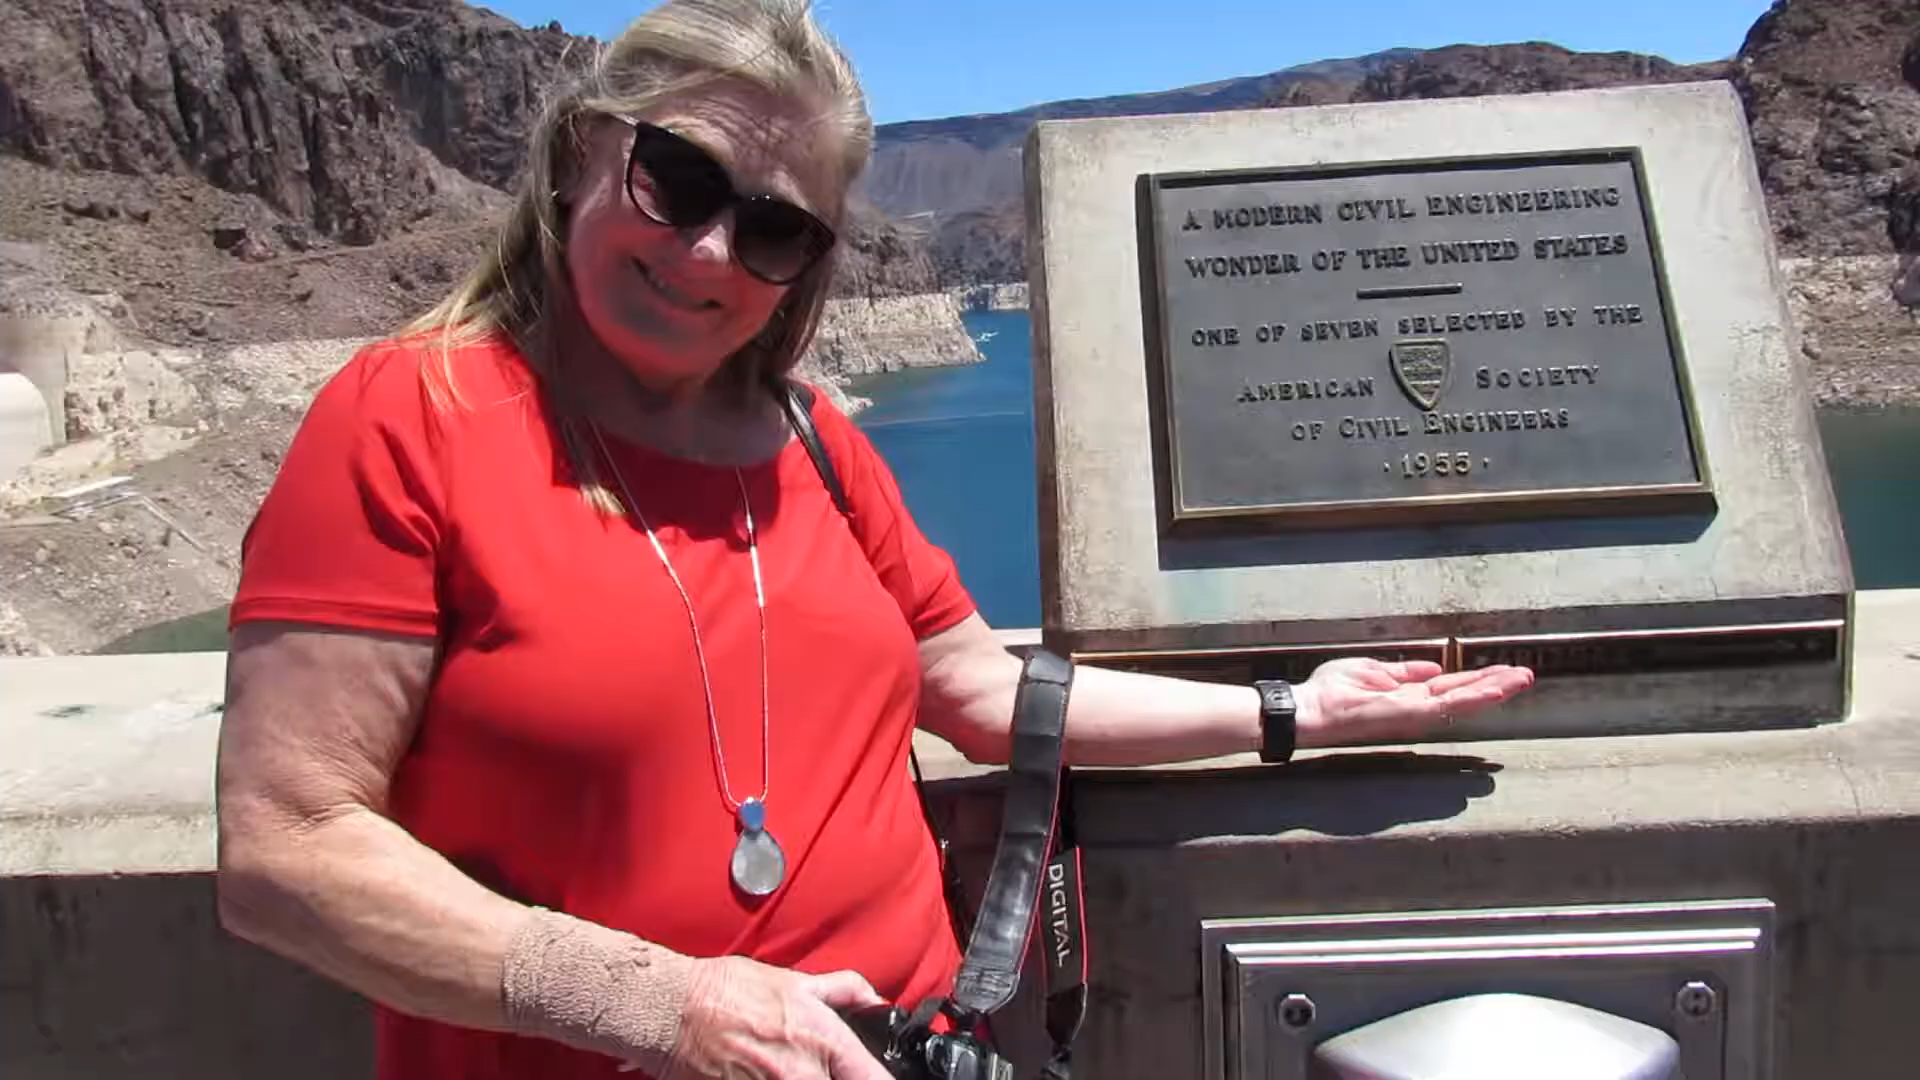 A MODERN CIVIL ENGINEERING
WONDER OF THE UNITED STATES
ONE OF SEVEN SELECTED BY THE
AMERICAN SOCIETY
OF CIVIL ENGINEERS
· 1955 ·
ARIZONA
DIGITAL